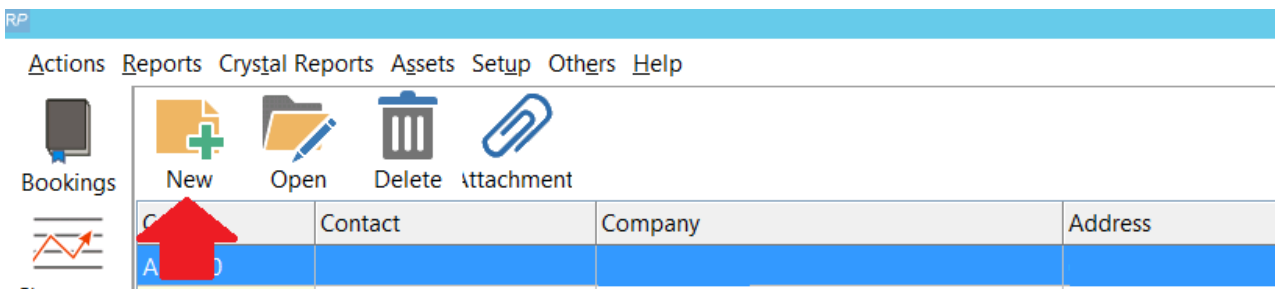 RP
Actions Reports Crystal Reports Assets Setup Others Help
Bookings New Open Delete Attachment
Contact Company Address